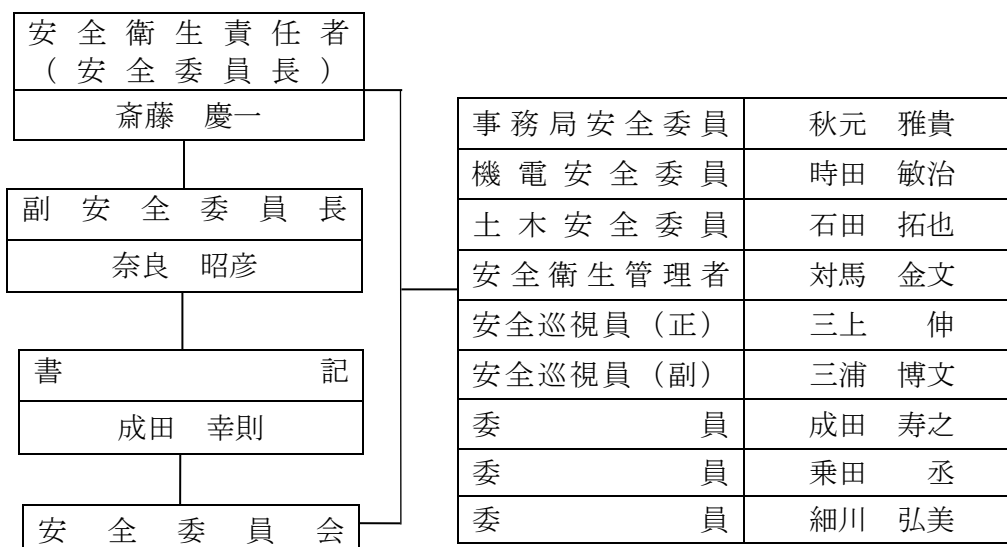 安全衛生責任者
(安全委員長)
斎藤 慶一
副安全委員長
奈良 昭彦
書記
成田 幸則
安全委員会
事務局安全委員 秋元 雅貴
機電安全委員 時田 敏治
土木安全委員 石田 拓也
安全衛生管理者 対馬 金文
安全巡視員(正) 三上 伸
安全巡視員(副) 三浦 博文
委員 成田 寿之
委員 乗田 丞
委員 細川 弘美